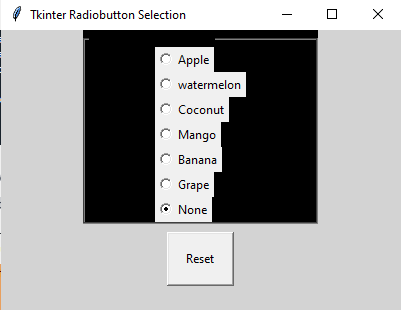 Tkinter Radiobutton Selection
Apple
watermelon
Coconut
Mango
Banana
Grape
None
Reset